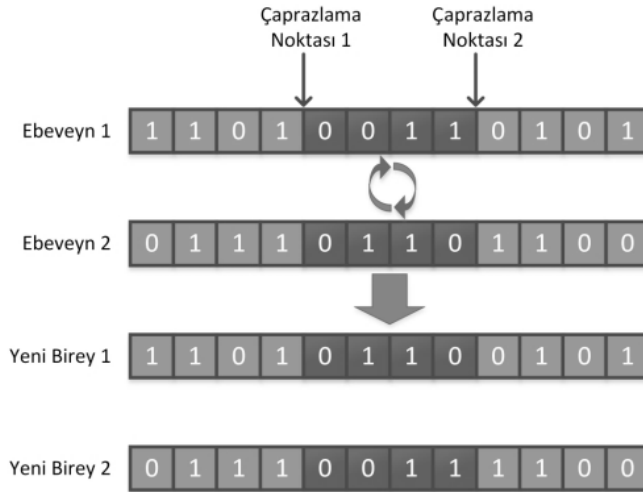 Çaprazlama
Noktası 1
Çaprazlama
Noktası 2
Ebeveyn 1 1 1 0 1 0 0 1 1 0 1 0 1
Ebeveyn 2 0 1 1 1 0 1 1 0 1 1 0 0
Yeni Birey 1 1 1 0 1 0 1 1 0 0 1 0 1
Yeni Birey 2 0 1 1 1 0 0 1 1 1 1 0 0